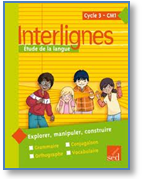 Cycle 3 - CM1
Interlignes
Étude de la langue
Explorer, manipuler, construire
Grammaire
Conjugaison
Orthographe
Vocabulaire
sed